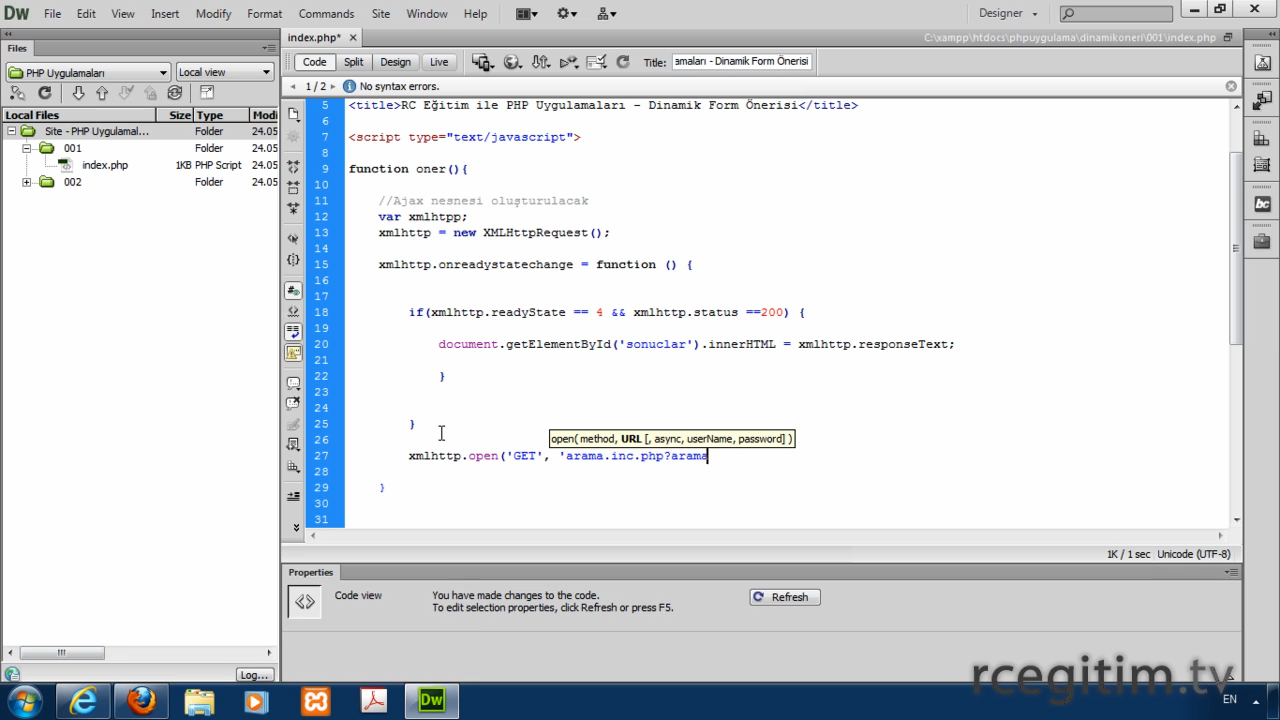 Dw File Edit View Insert Modify Format Commands Site Window Help Designer
Files
index.php*
C:\xampp\htdocs\phpuygulama\dinamikoneri\001\index.php
Code Split Design Live Title: amaları - Dinamik Form Önerisi
PHP Uygulamaları Local view
1 / 2 No syntax errors.
Local Files Size Type Modi
Site - PHP Uygulamal... Folder 24.05
001 Folder 24.05
index.php 1KB PHP Script 24.05
002 Folder 24.05
5 <title>RC Eğitim ile PHP Uygulamaları - Dinamik Form Önerisi</title>
6
7 <script type="text/javascript">
8
9 function oner(){
10
11 //Ajax nesnesi oluşturulacak
12 var xmlhtpp;
13 xmlhttp = new XMLHttpRequest();
14
15 xmlhttp.onreadystatechange = function () {
16
17
18 if(xmlhttp.readyState == 4 && xmlhttp.status ==200) {
19
20 document.getElementById('sonuclar').innerHTML = xmlhttp.responseText;
21
22 }
23
24
25 }
26
open( method, URL [, async, userName, password] )
27 xmlhttp.open('GET', 'arama.inc.php?arama
28
29 }
30
31
1K / 1 sec Unicode (UTF-8)
Properties
Code view
You have made changes to the code.
To edit selection properties, click Refresh or press F5.
Refresh
Log...
rcegitim.tv
Dw
EN